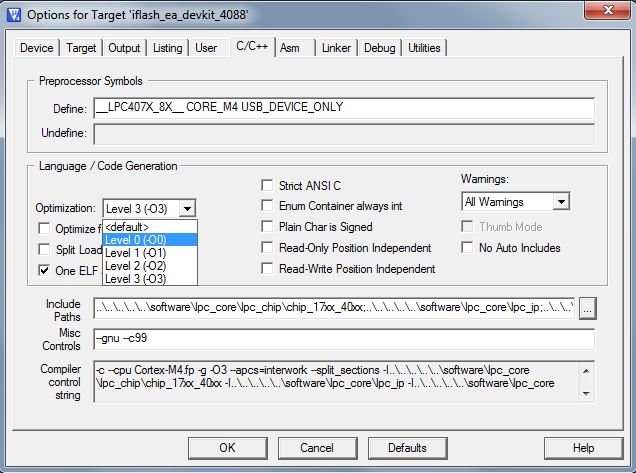 Options for Target 'iflash_ea_devkit_4088'
Device Target Output Listing User C/C++ Asm Linker Debug Utilities
Preprocessor Symbols
Define: __LPC407X_8X__ CORE_M4 USB_DEVICE_ONLY
Undefine:
Language / Code Generation
Optimization: Level 3 (-O3)
<default>
Level 0 (-O0)
Level 1 (-O1)
Level 2 (-O2)
Level 3 (-O3)
Optimize f
Split Load
One ELF
Strict ANSI C
Enum Container always int
Plain Char is Signed
Read-Only Position Independent
Read-Write Position Independent
Warnings:
All Warnings
Thumb Mode
No Auto Includes
Include Paths
..\..\..\..\..\software\lpc_core\lpc_chip\chip_17xx_40xx;..\..\..\..\..\software\lpc_core\lpc_ip;..\..\..\
...
Misc Controls
--gnu --c99
Compiler control string
-c --cpu Cortex-M4.fp -g -O3 --apcs=interwork --split_sections -I..\..\..\..\..\software\lpc_core
\lpc_chip\chip_17xx_40xx -I..\..\..\..\..\software\lpc_core\lpc_ip -I..\..\..\..\..\software\lpc_core
OK Cancel Defaults Help